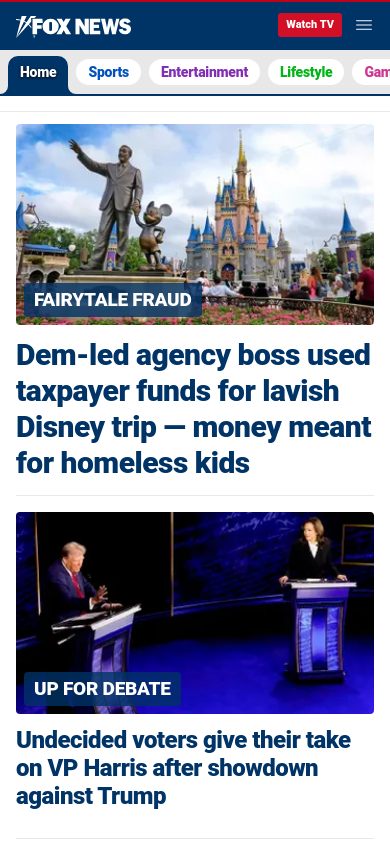 FOX NEWS
Watch TV
Home
Sports
Entertainment
Lifestyle
Gam
FAIRYTALE FRAUD
Dem-led agency boss used
taxpayer funds for lavish
Disney trip — money meant
for homeless kids
UP FOR DEBATE
Undecided voters give their take
on VP Harris after showdown
against Trump